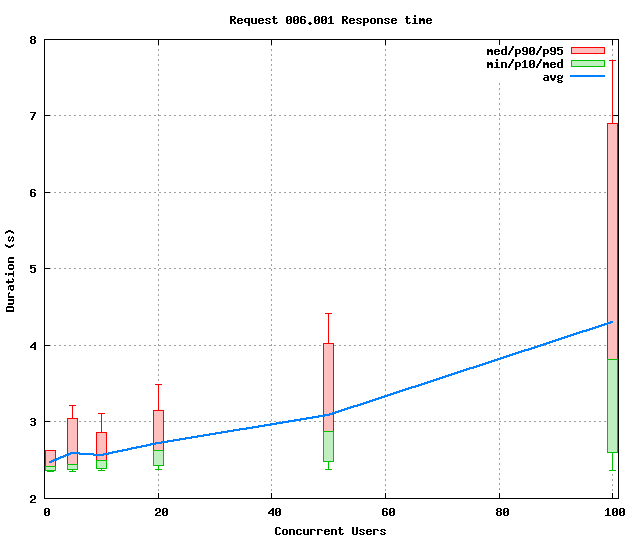 Request 006.001 Response time
med/p90/p95
min/p10/med
avg
8
7
6
5
4
3
2
Duration (s)
0 20 40 60 80 100
Concurrent Users